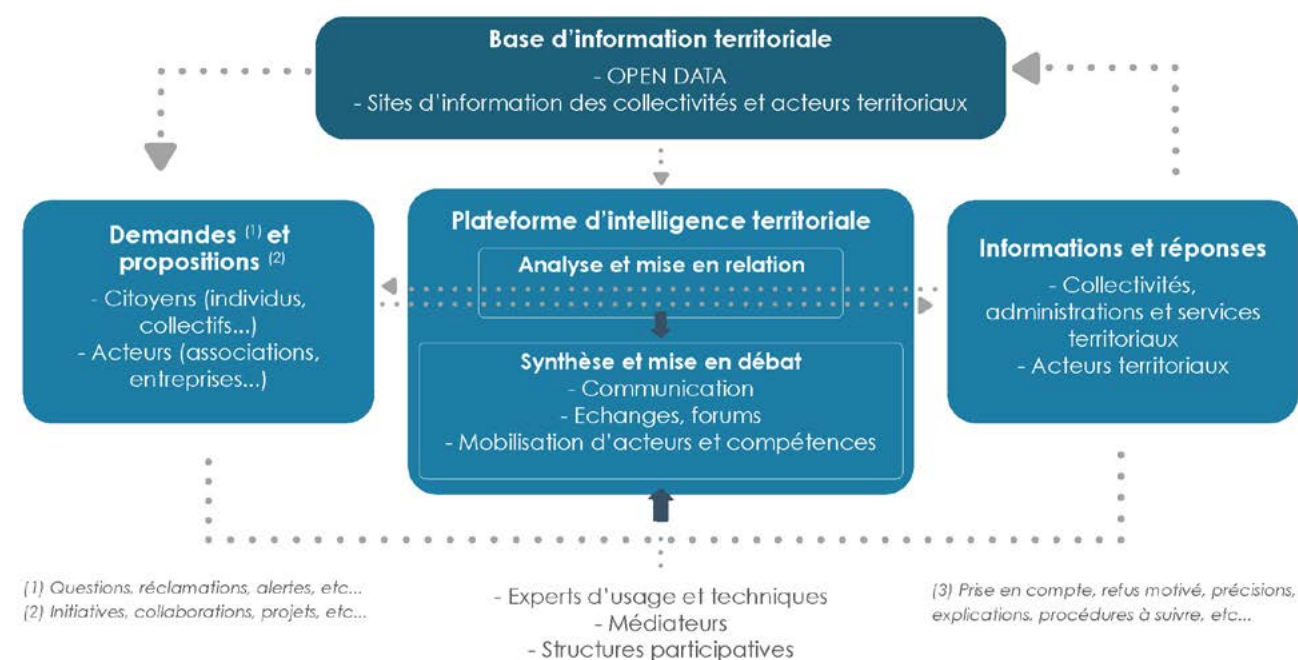 Base d'information territoriale
- OPEN DATA
- Sites d'information des collectivités et acteurs territoriaux
Demandes (1) et
propositions (2)
- Citoyens (individus,
collectifs...)
- Acteurs (associations,
entreprises...)
Plateforme d'intelligence territoriale
Analyse et mise en relation
Synthèse et mise en débat
- Communication
- Echanges, forums
- Mobilisation d'acteurs et compétences
Informations et réponses
- Collectivités,
administrations et services
territoriaux
- Acteurs territoriaux
(1) Questions, réclamations, alertes, etc...
(2) Initiatives, collaborations, projets, etc...
- Experts d'usage et techniques
- Médiateurs
- Structures participatives
(3) Prise en compte, refus motivé, précisions,
explications, procédures à suivre, etc...